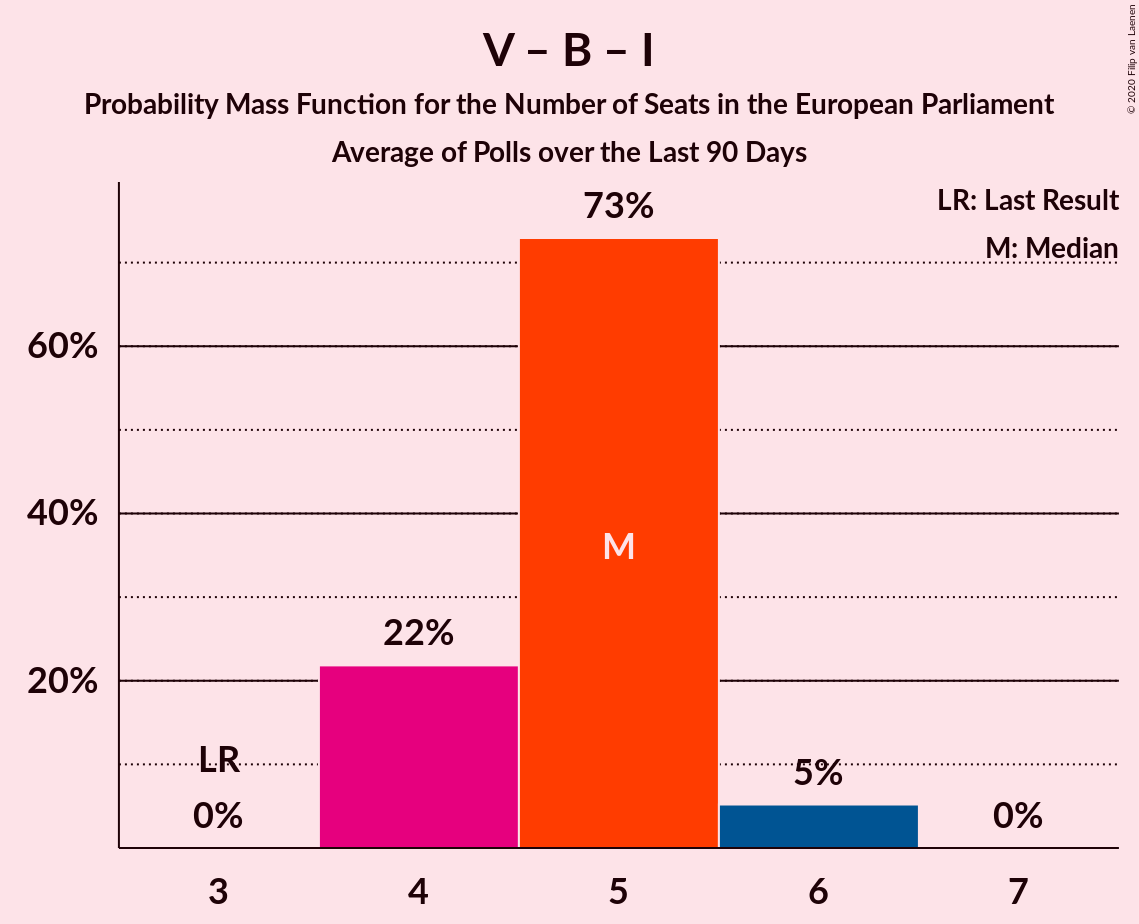 V – B – I
Probability Mass Function for the Number of Seats in the European Parliament
Average of Polls over the Last 90 Days
© 2020 Filip van Laenen
LR: Last Result
M: Median
73%
60%
40%
M
22%
20%
LR
0%
5%
0%
3 4 5 6 7